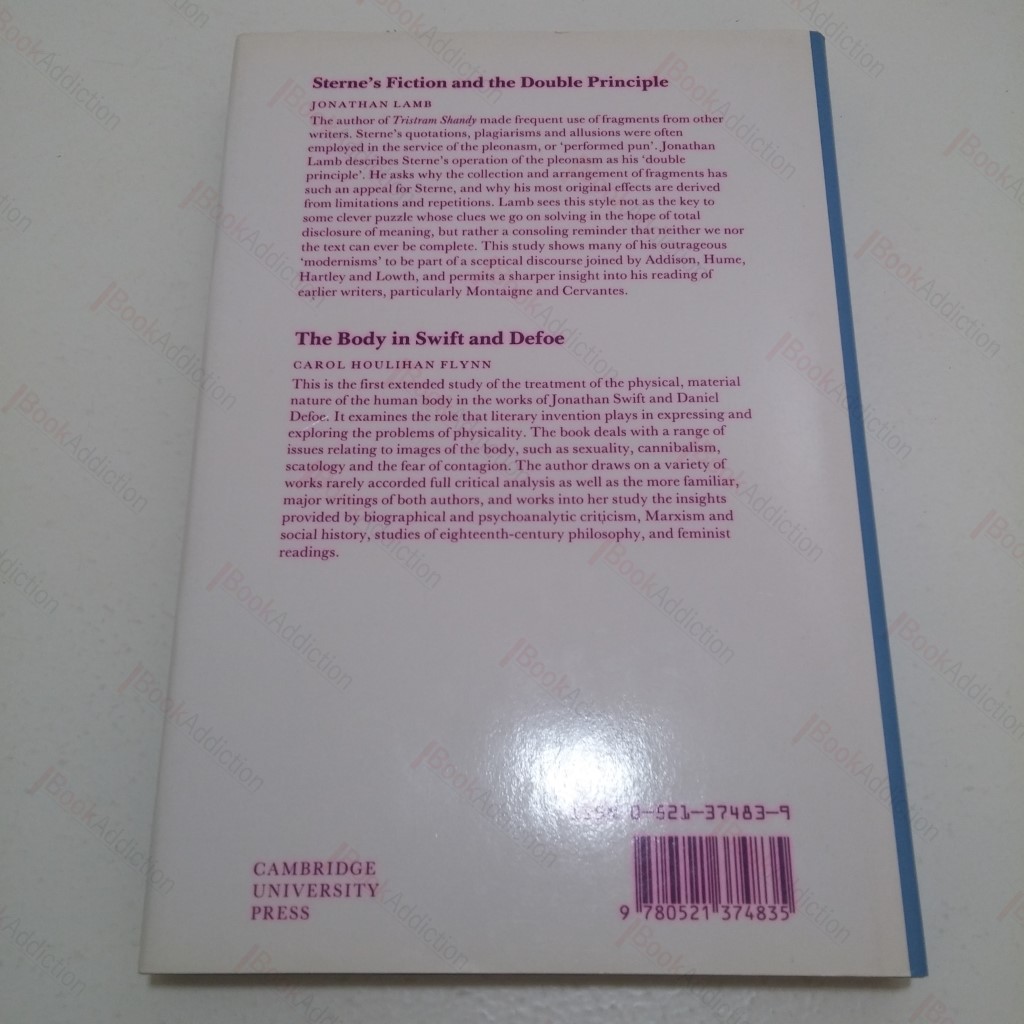 Sterne's Fiction and the Double Principle
JONATHAN LAMB
The author of Tristram Shandy made frequent use of fragments from other
writers. Sterne's quotations, plagiarisms and allusions were often
employed in the service of the pleonasm, or 'performed pun'. Jonathan
Lamb describes Sterne's operation of the pleonasm as his 'double
principle'. He asks why the collection and arrangement of fragments has
such an appeal for Sterne, and why his most original effects are derived
from limitations and repetitions. Lamb sees this style not as the key to
some clever puzzle whose clues we go on solving in the hope of total
disclosure of meaning, but rather a consoling reminder that neither we nor
the text can ever be complete. This study shows many of his outrageous
'modernisms' to be part of a sceptical discourse joined by Addison, Hume,
Hartley and Lowth, and permits a sharper insight into his reading of
earlier writers, particularly Montaigne and Cervantes.
The Body in Swift and Defoe
CAROL HOULIHAN FLYNN
This is the first extended study of the treatment of the physical, material
nature of the human body in the works of Jonathan Swift and Daniel
Defoe. It examines the role that literary invention plays in expressing and
exploring the problems of physicality. The book deals with a range of
issues relating to images of the body, such as sexuality, cannibalism,
scatology and the fear of contagion. The author draws on a variety of
works rarely accorded full critical analysis as well as the more familiar,
major writings of both authors, and works into her study the insights
provided by biographical and psychoanalytic criticism, Marxism and
social history, studies of eighteenth-century philosophy, and feminist
readings.
ISBN 0-521-37483-9
9 780521 374835
CAMBRIDGE
UNIVERSITY
PRESS
BookAddiction